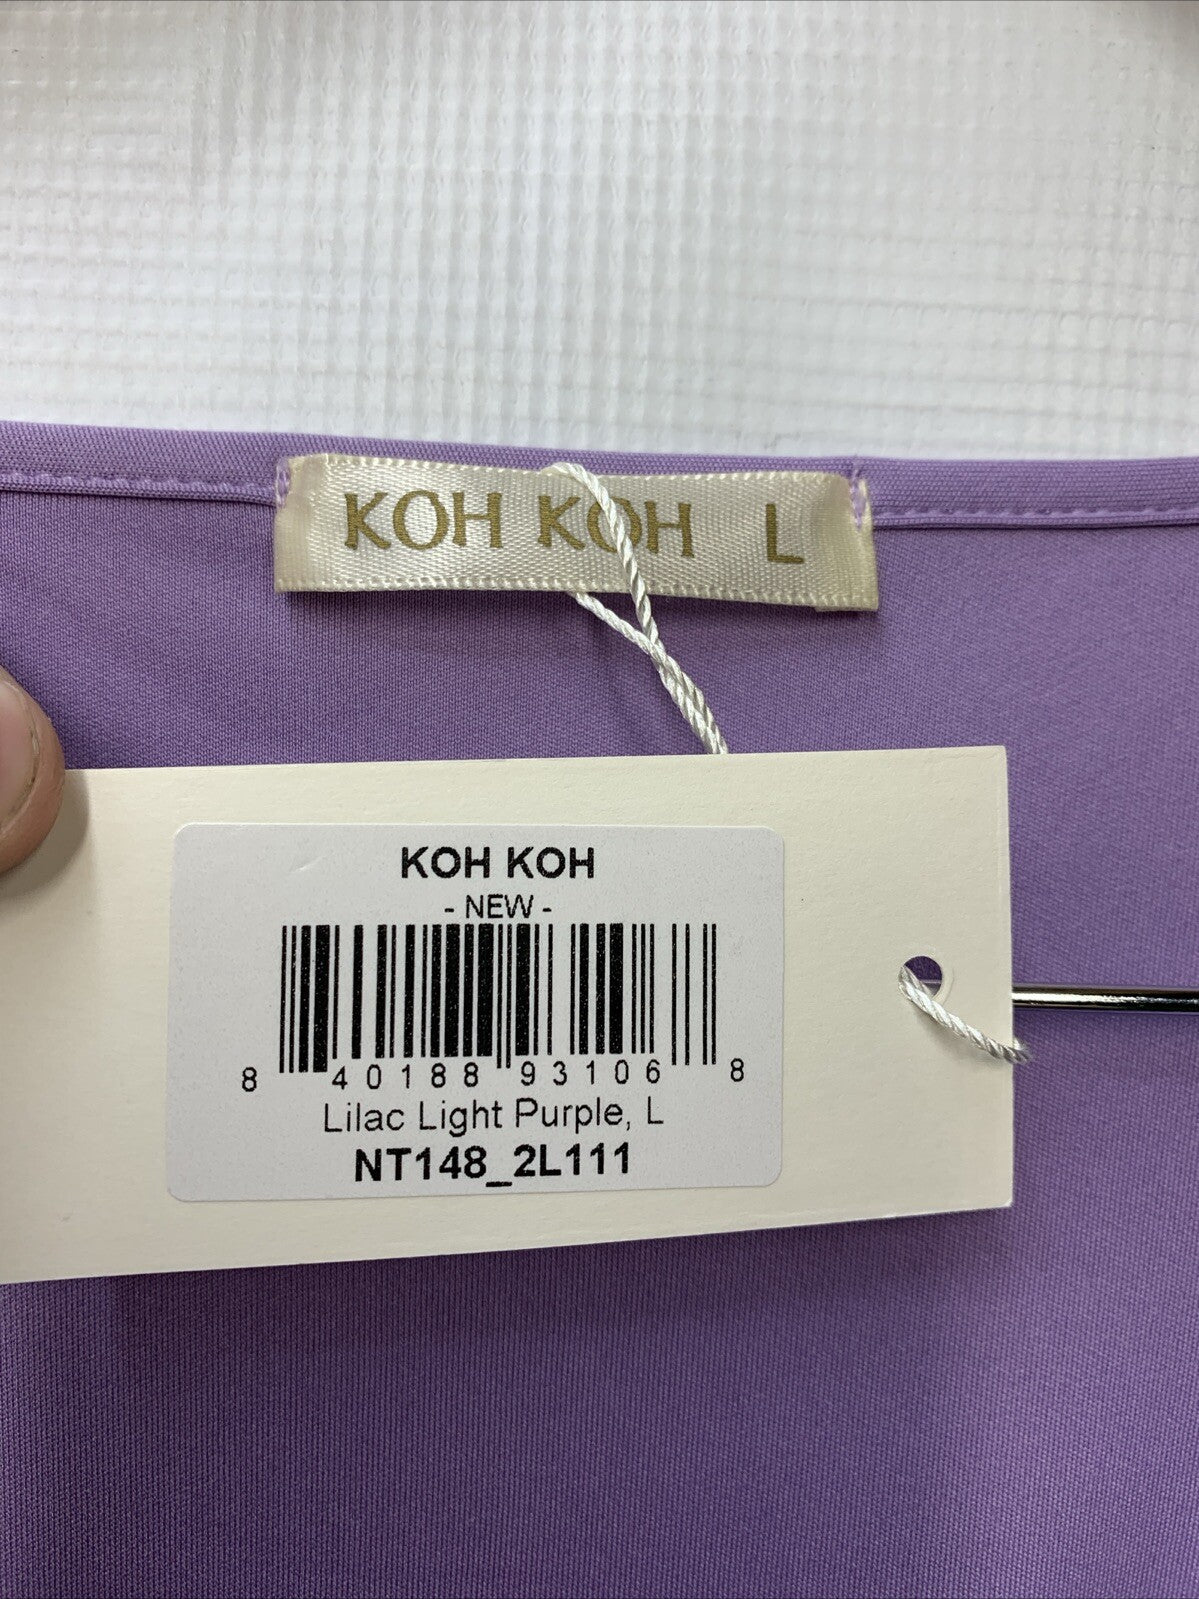 KOH KOH L
KOH KOH
- NEW -
8 40188 93106 8
Lilac Light Purple, L
NT148_2L111